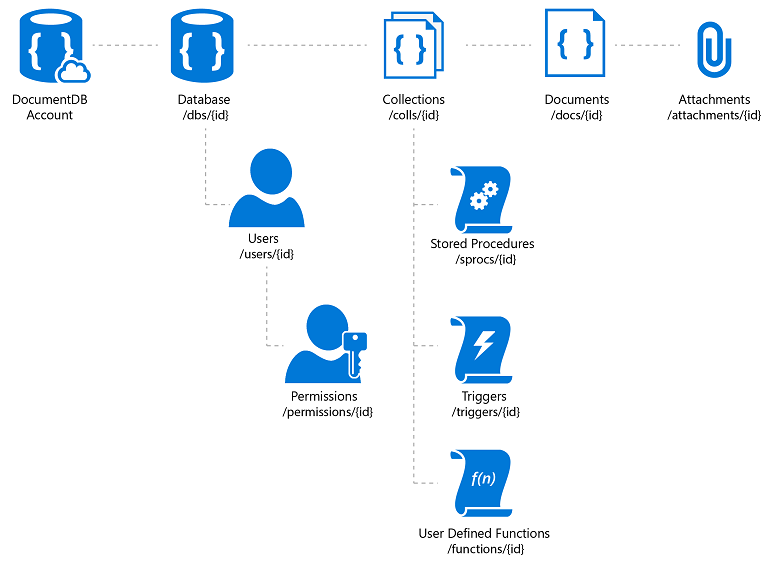 DocumentDB
Account
Database
/dbs/{id}
Collections
/colls/{id}
Documents
/docs/{id}
Attachments
/attachments/{id}
Users
/users/{id}
Stored Procedures
/sprocs/{id}
Permissions
/permissions/{id}
Triggers
/triggers/{id}
f(n)
User Defined Functions
/functions/{id}